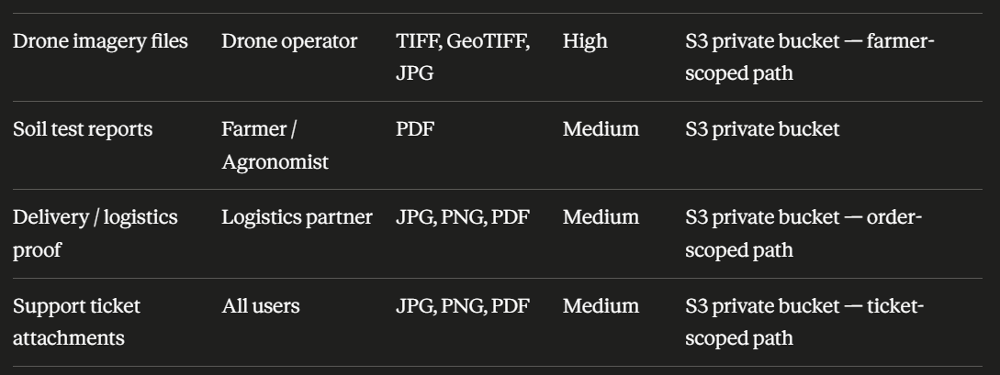 Drone imagery files Drone operator TIFF, GeoTIFF, High S3 private bucket — farmer-
JPG scoped path
Soil test reports Farmer / PDF Medium S3 private bucket
Agronomist
Delivery / logistics Logistics partner JPG, PNG, PDF Medium S3 private bucket — order-
proof scoped path
Support ticket All users JPG, PNG, PDF Medium S3 private bucket — ticket-
attachments scoped path